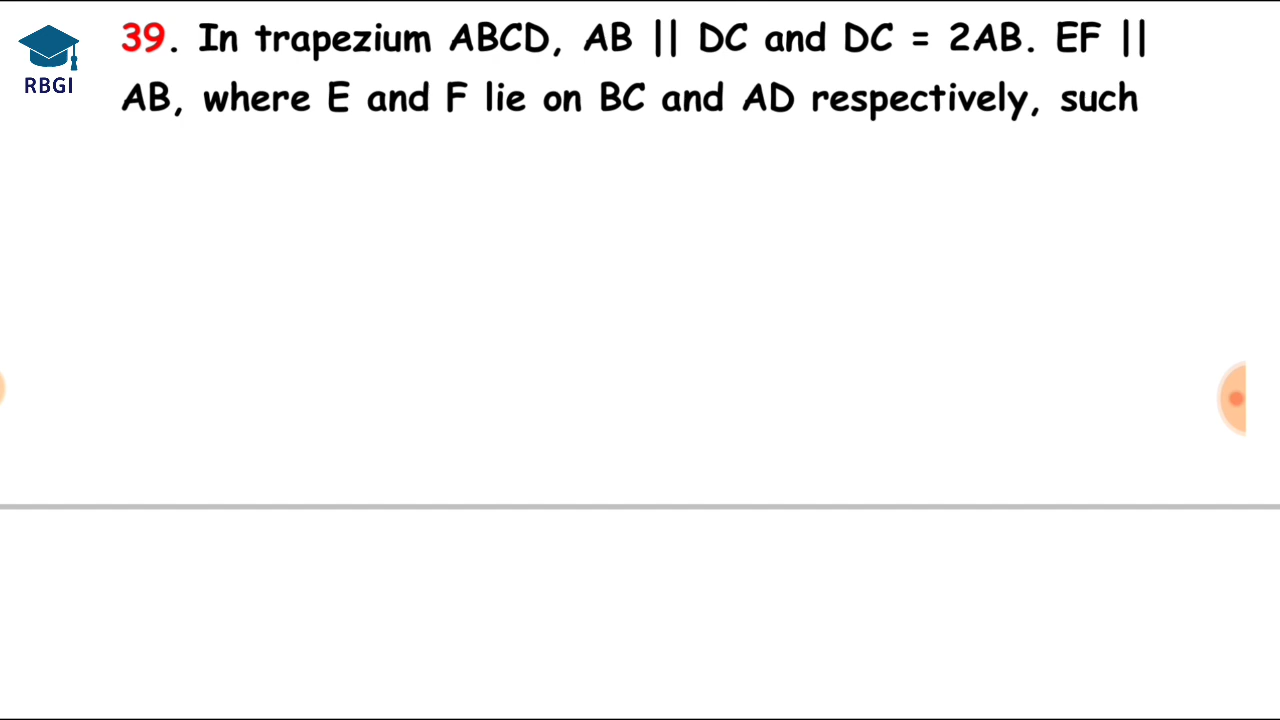 RBGI
39. In trapezium ABCD, AB || DC and DC = 2AB. EF ||
AB, where E and F lie on BC and AD respectively, such